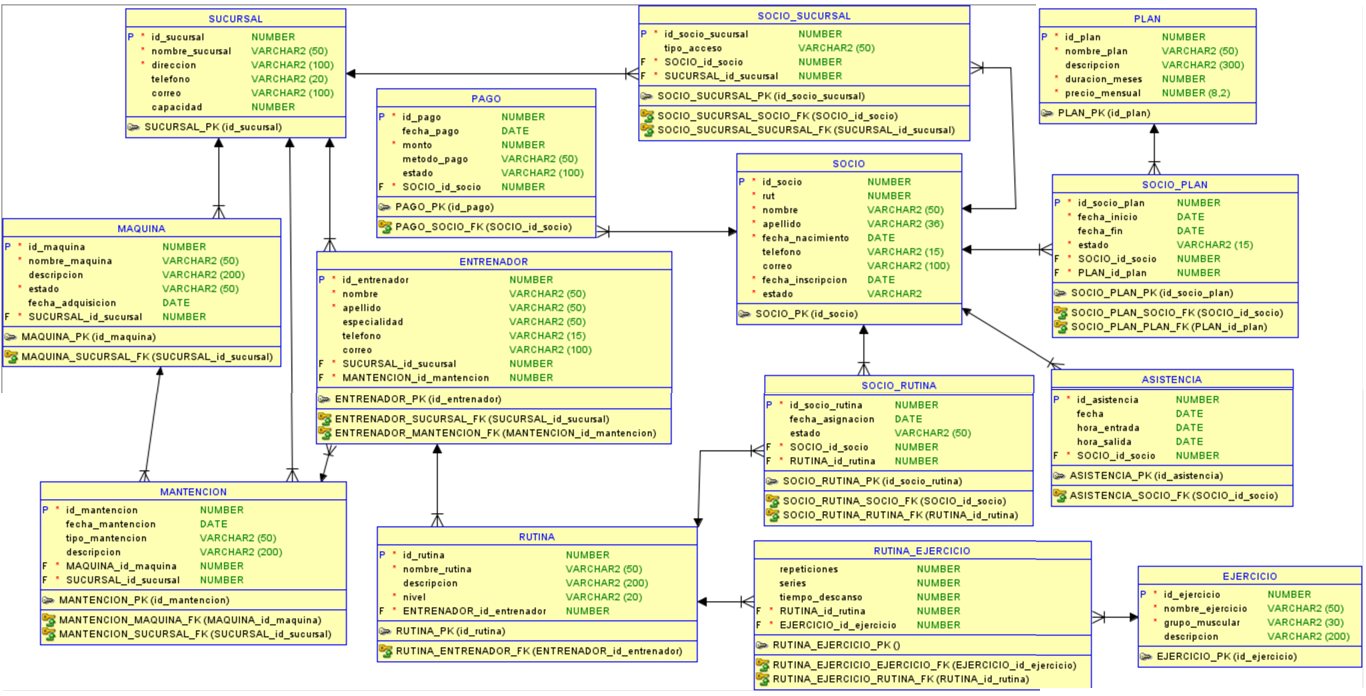 SUCURSAL
P * id_sucursal NUMBER
* nombre_sucursal VARCHAR2 (50)
* direccion VARCHAR2 (100)
telefono VARCHAR2 (20)
correo VARCHAR2 (100)
capacidad NUMBER
SUCURSAL_PK (id_sucursal)
SOCIO_SUCURSAL
P * id_socio_sucursal NUMBER
tipo_acceso VARCHAR2 (50)
F * SOCIO_id_socio NUMBER
F * SUCURSAL_id_sucursal NUMBER
SOCIO_SUCURSAL_PK (id_socio_sucursal)
SOCIO_SUCURSAL_SOCIO_FK (SOCIO_id_socio)
SOCIO_SUCURSAL_SUCURSAL_FK (SUCURSAL_id_sucursal)
PLAN
P * id_plan NUMBER
* nombre_plan VARCHAR2 (50)
descripcion VARCHAR2 (300)
* duracion_meses NUMBER
* precio_mensual NUMBER (8,2)
PLAN_PK (id_plan)
PAGO
P * id_pago NUMBER
fecha_pago DATE
* monto NUMBER
metodo_pago VARCHAR2 (50)
estado VARCHAR2 (100)
F * SOCIO_id_socio NUMBER
PAGO_PK (id_pago)
PAGO_SOCIO_FK (SOCIO_id_socio)
SOCIO
P * id_socio NUMBER
* rut NUMBER
* nombre VARCHAR2 (50)
* apellido VARCHAR2 (36)
* fecha_nacimiento DATE
telefono VARCHAR2 (15)
correo VARCHAR2 (100)
* fecha_inscripcion DATE
* estado VARCHAR2
SOCIO_PK (id_socio)
SOCIO_PLAN
P * id_socio_plan NUMBER
* fecha_inicio DATE
fecha_fin DATE
* estado VARCHAR2 (15)
F * SOCIO_id_socio NUMBER
F * PLAN_id_plan NUMBER
SOCIO_PLAN_PK (id_socio_plan)
SOCIO_PLAN_SOCIO_FK (SOCIO_id_socio)
SOCIO_PLAN_PLAN_FK (PLAN_id_plan)
MAQUINA
P * id_maquina NUMBER
* nombre_maquina VARCHAR2 (50)
descripcion VARCHAR2 (200)
* estado VARCHAR2 (50)
fecha_adquisicion DATE
F * SUCURSAL_id_sucursal NUMBER
MAQUINA_PK (id_maquina)
MAQUINA_SUCURSAL_FK (SUCURSAL_id_sucursal)
ENTRENADOR
P * id_entrenador NUMBER
* nombre VARCHAR2 (50)
* apellido VARCHAR2 (50)
especialidad VARCHAR2 (50)
telefono VARCHAR2 (15)
correo VARCHAR2 (100)
F * SUCURSAL_id_sucursal NUMBER
F * MANTENCION_id_mantencion NUMBER
ENTRENADOR_PK (id_entrenador)
ENTRENADOR_SUCURSAL_FK (SUCURSAL_id_sucursal)
ENTRENADOR_MANTENCION_FK (MANTENCION_id_mantencion)
SOCIO_RUTINA
P * id_socio_rutina NUMBER
fecha_asignacion DATE
estado VARCHAR2 (50)
F * SOCIO_id_socio NUMBER
F * RUTINA_id_rutina NUMBER
SOCIO_RUTINA_PK (id_socio_rutina)
SOCIO_RUTINA_SOCIO_FK (SOCIO_id_socio)
SOCIO_RUTINA_RUTINA_FK (RUTINA_id_rutina)
ASISTENCIA
P * id_asistencia NUMBER
fecha DATE
hora_entrada DATE
hora_salida DATE
F * SOCIO_id_socio NUMBER
ASISTENCIA_PK (id_asistencia)
ASISTENCIA_SOCIO_FK (SOCIO_id_socio)
MANTENCION
P * id_mantencion NUMBER
fecha_mantencion DATE
tipo_mantencion VARCHAR2 (50)
descripcion VARCHAR2 (200)
F * MAQUINA_id_maquina NUMBER
F * SUCURSAL_id_sucursal NUMBER
MANTENCION_PK (id_mantencion)
MANTENCION_MAQUINA_FK (MAQUINA_id_maquina)
MANTENCION_SUCURSAL_FK (SUCURSAL_id_sucursal)
RUTINA
P * id_rutina NUMBER
* nombre_rutina VARCHAR2 (50)
descripcion VARCHAR2 (200)
* nivel VARCHAR2 (20)
F * ENTRENADOR_id_entrenador NUMBER
RUTINA_PK (id_rutina)
RUTINA_ENTRENADOR_FK (ENTRENADOR_id_entrenador)
RUTINA_EJERCICIO
repeticiones NUMBER
series NUMBER
tiempo_descanso NUMBER
F * RUTINA_id_rutina NUMBER
F * EJERCICIO_id_ejercicio NUMBER
RUTINA_EJERCICIO_PK ()
RUTINA_EJERCICIO_EJERCICIO_FK (EJERCICIO_id_ejercicio)
RUTINA_EJERCICIO_RUTINA_FK (RUTINA_id_rutina)
EJERCICIO
P * id_ejercicio NUMBER
* nombre_ejercicio VARCHAR2 (50)
* grupo_muscular VARCHAR2 (30)
descripcion VARCHAR2 (200)
EJERCICIO_PK (id_ejercicio)